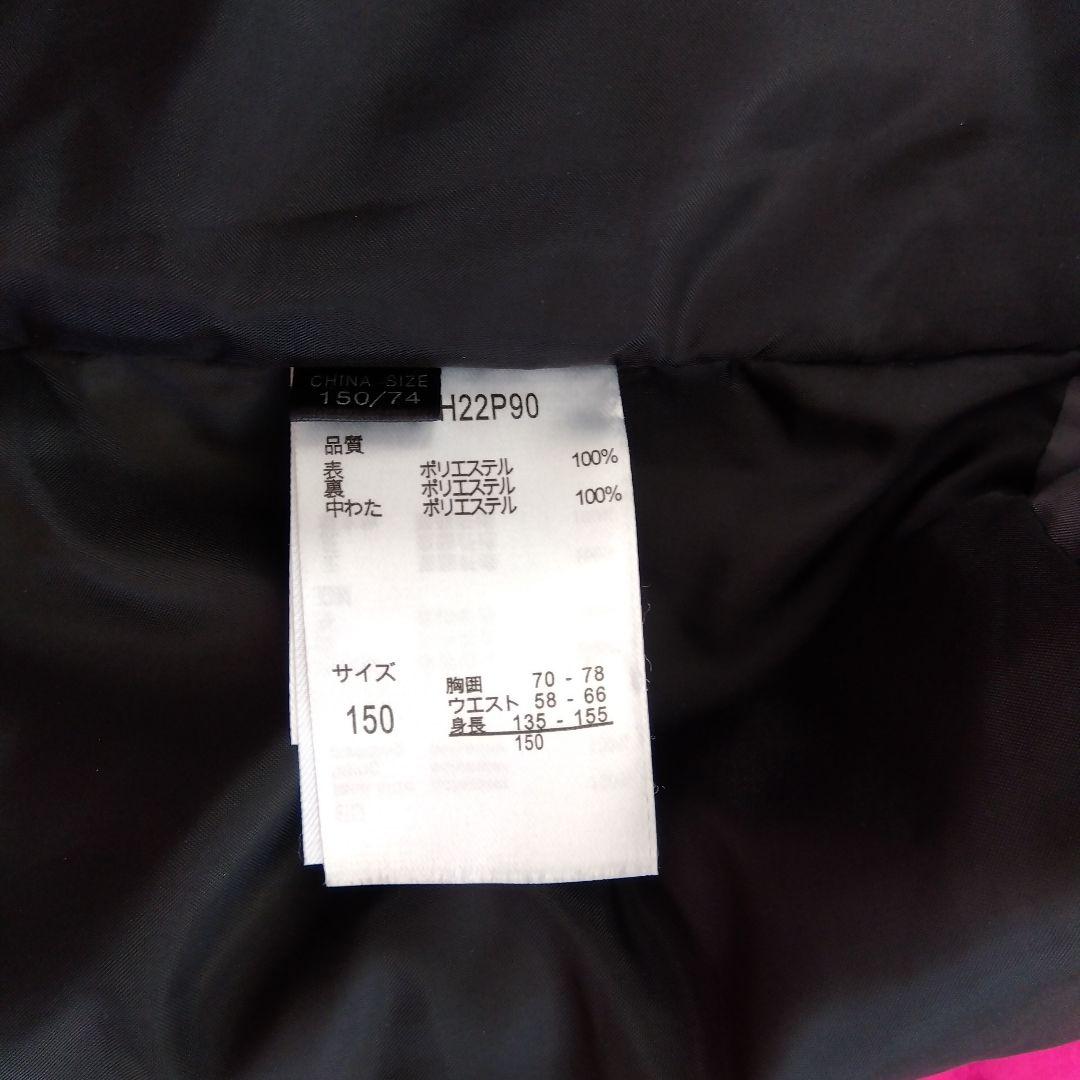 CHINA SIZE
150/74
H22P90
品質
表 ポリエステル 100%
裏 ポリエステル
中わた ポリエステル 100%
サイズ
150
胸囲 70 - 78
ウエスト 58 - 66
身長 135 - 155
150